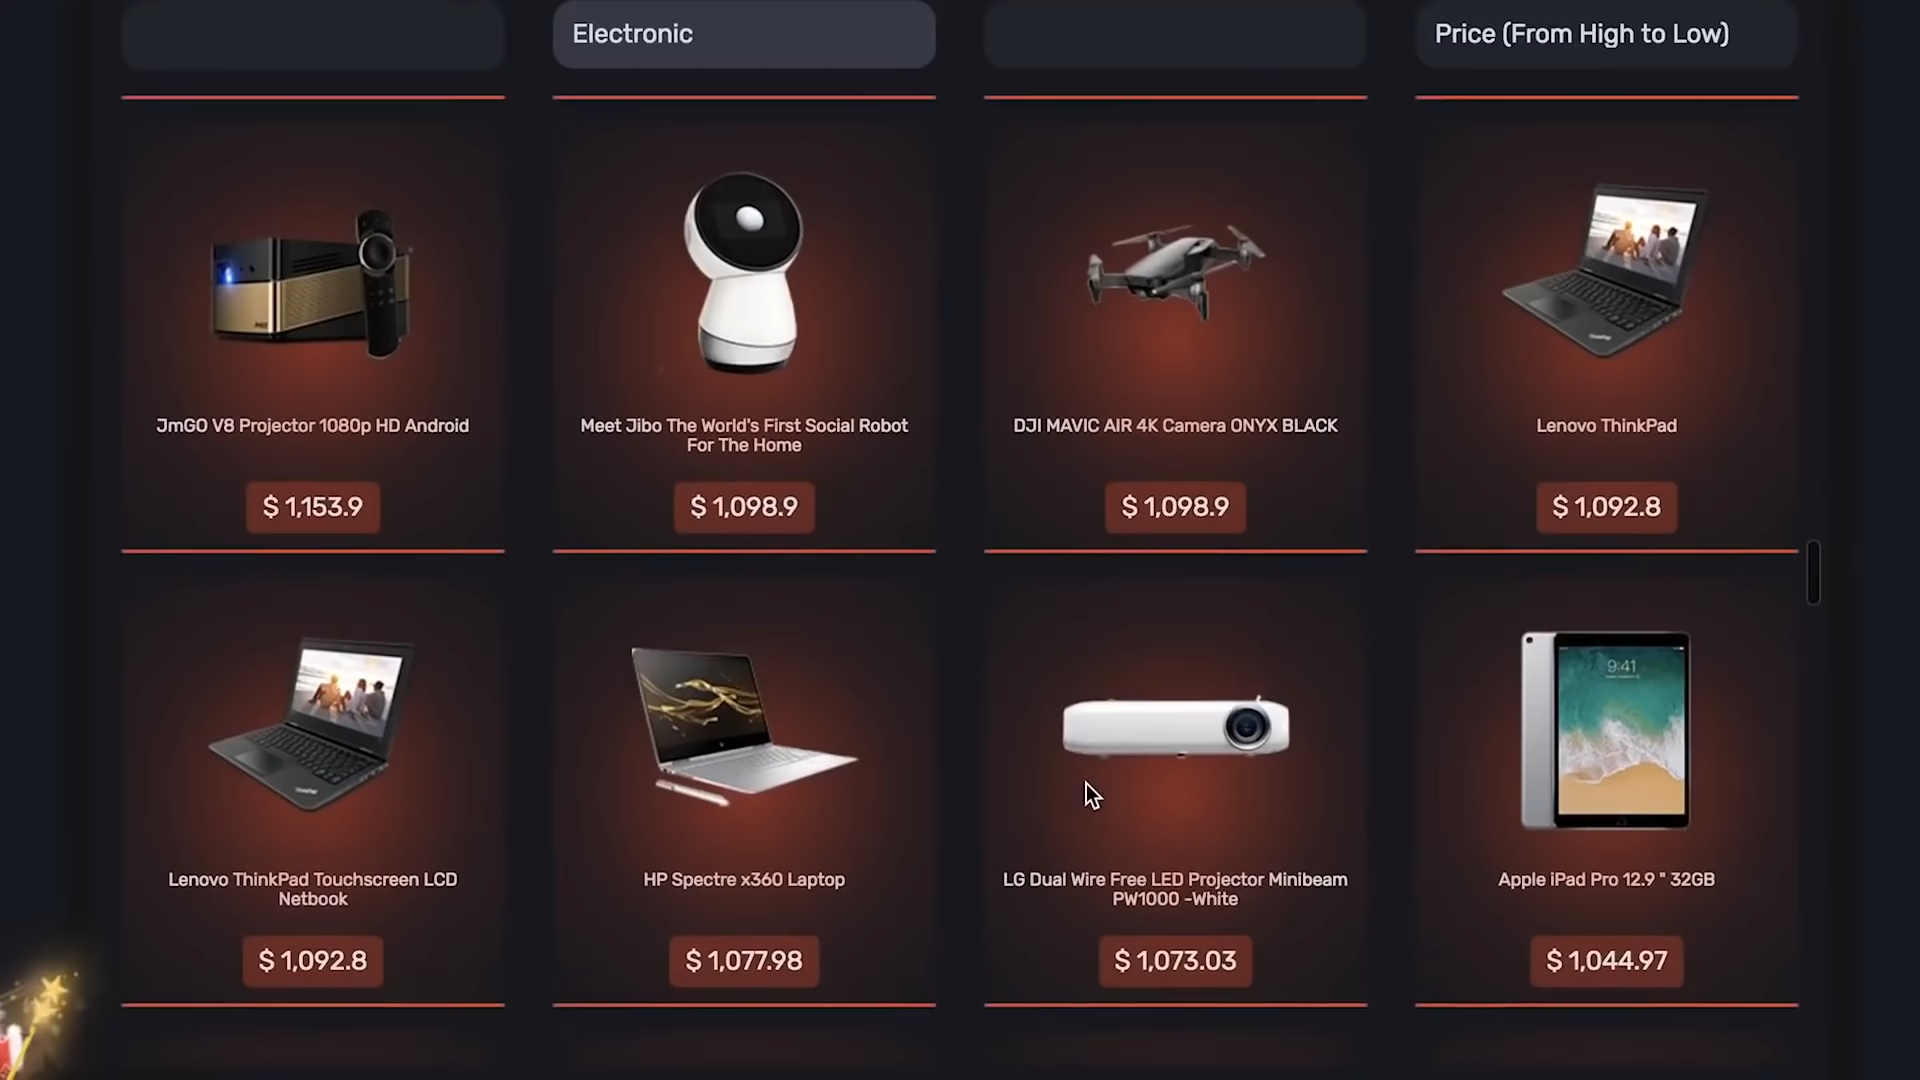 Electronic
Price (From High to Low)
JmGO V8 Projector 1080p HD Android
$ 1,153.9
Meet Jibo The World's First Social Robot
For The Home
$ 1,098.9
DJI MAVIC AIR 4K Camera ONYX BLACK
$ 1,098.9
Lenovo ThinkPad
$ 1,092.8
Lenovo ThinkPad Touchscreen LCD
Netbook
$ 1,092.8
HP Spectre x360 Laptop
$ 1,077.98
LG Dual Wire Free LED Projector Minibeam
PW1000 -White
$ 1,073.03
9:41
Apple iPad Pro 12.9 " 32GB
$ 1,044.97